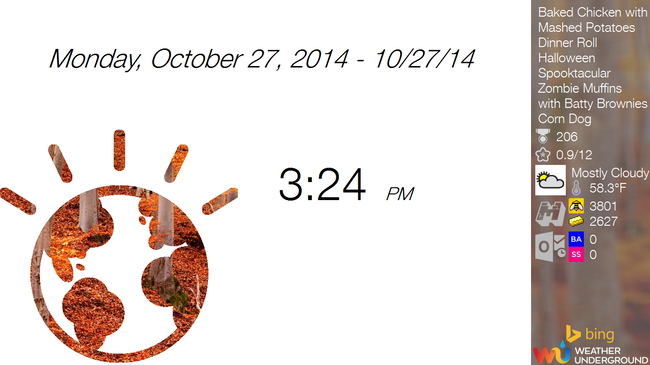 Monday, October 27, 2014 - 10/27/14
3:24 PM
Baked Chicken with
Mashed Potatoes
Dinner Roll
Halloween
Spooktacular
Zombie Muffins
with Batty Brownies
Corn Dog
206
0.9/12
Mostly Cloudy
58.3°F
3801
2627
BA 0
SS 0
bing
WU WEATHER
UNDERGROUND